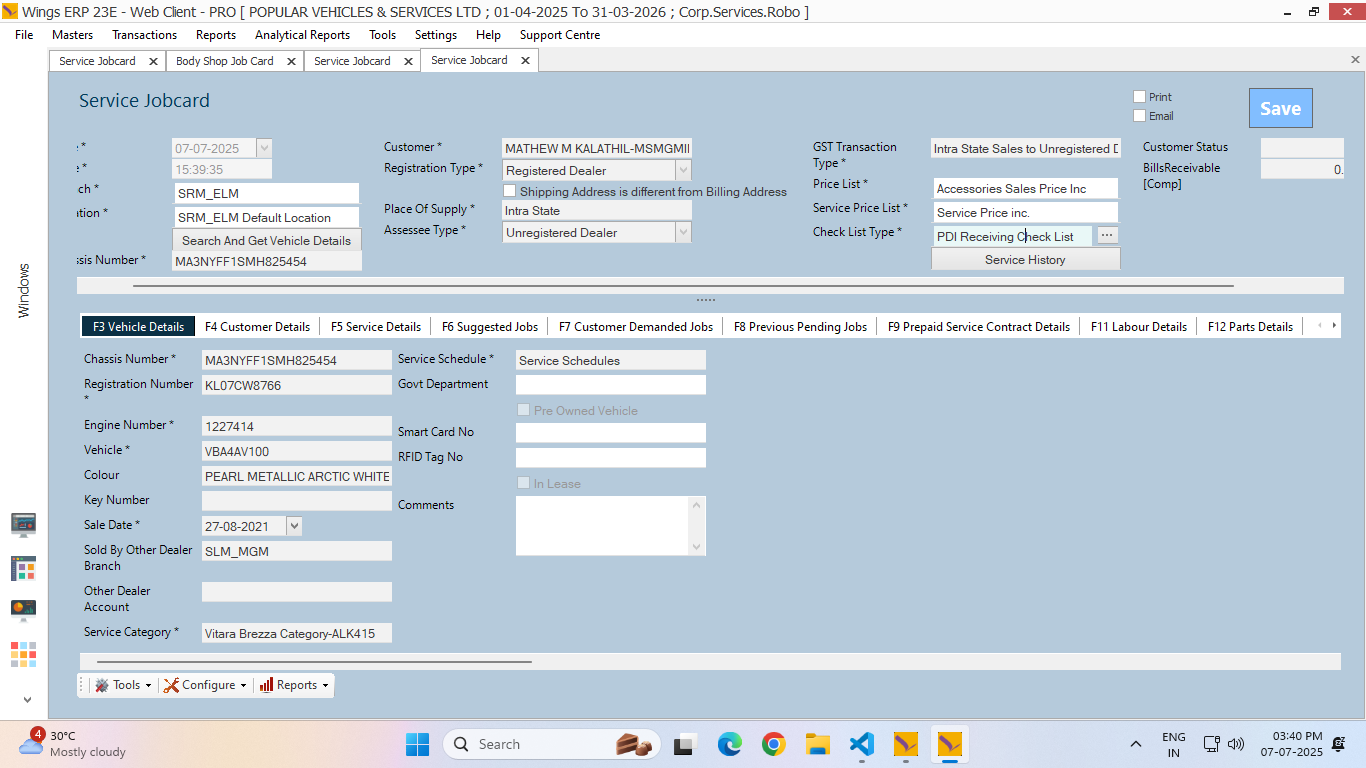 Wings ERP 23E - Web Client - PRO [ POPULAR VEHICLES & SERVICES LTD ; 01-04-2025 To 31-03-2026 ; Corp.Services.Robo ]
File Masters Transactions Reports Analytical Reports Tools Settings Help Support Centre
Service Jobcard Body Shop Job Card Service Jobcard Service Jobcard
Service Jobcard
Print
Email
Save
07-07-2025
15:39:35
SRM_ELM
SRM_ELM Default Location
Search And Get Vehicle Details
Number * MA3NYFF1SMH825454
Customer * MATHEW M KALATHIL-MSMGMII
Registration Type * Registered Dealer
Shipping Address is different from Billing Address
Place Of Supply * Intra State
Assessee Type * Unregistered Dealer
GST Transaction Type * Intra State Sales to Unregistered
Price List * Accessories Sales Price Inc
Service Price List * Service Price inc.
Check List Type * PDI Receiving Check List ...
Service History
Customer Status
BillsReceivable [Comp] 0.
Windows
F3 Vehicle Details F4 Customer Details F5 Service Details F6 Suggested Jobs F7 Customer Demanded Jobs F8 Previous Pending Jobs F9 Prepaid Service Contract Details F11 Labour Details F12 Parts Details
Chassis Number * MA3NYFF1SMH825454
Registration Number * KL07CW8766
Engine Number * 1227414
Vehicle * VBA4AV100
Colour PEARL METALLIC ARCTIC WHITE
Key Number
Sale Date * 27-08-2021
Sold By Other Dealer Branch SLM_MGM
Other Dealer Account
Service Category * Vitara Brezza Category-ALK415
Service Schedule * Service Schedules
Govt Department
Pre Owned Vehicle
Smart Card No
RFID Tag No
In Lease
Comments
Tools Configure Reports
4
30°C
Mostly cloudy
Search
ENG
IN
03:40 PM
07-07-2025